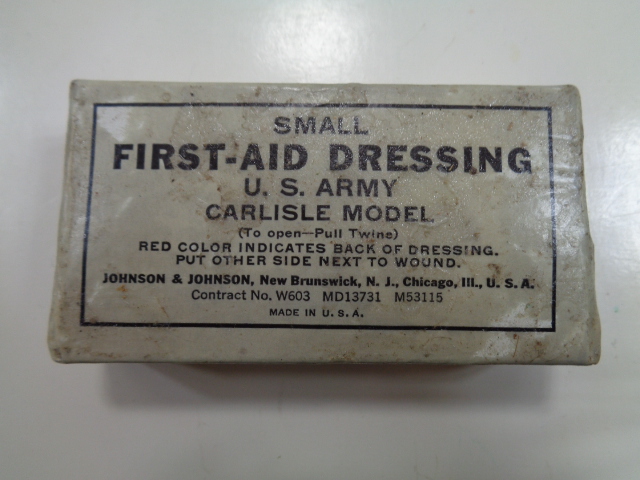 SMALL
FIRST-AID DRESSING
U. S. ARMY
CARLISLE MODEL
(To open—Pull Twine)
RED COLOR INDICATES BACK OF DRESSING.
PUT OTHER SIDE NEXT TO WOUND.
JOHNSON & JOHNSON, New Brunswick, N. J., Chicago, Ill., U. S. A.
Contract No. W603 MD13731 M53115
MADE IN U. S. A.